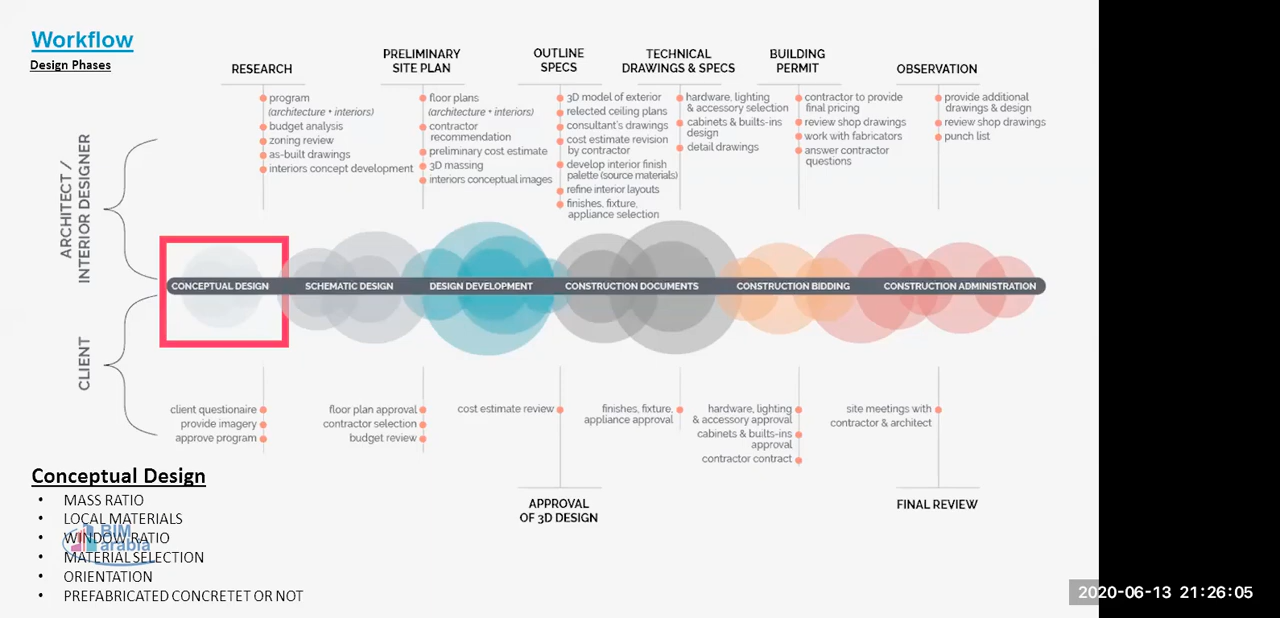 Workflow
Design Phases
RESEARCH
program
(architecture + interiors)
budget analysis
zoning review
as-built drawings
interiors concept development
PRELIMINARY
SITE PLAN
floor plans
(architecture + interiors)
contractor
recommendation
preliminary cost estimate
3D massing
interiors conceptual images
OUTLINE
SPECS
3D model of exterior
relected ceiling plans
consultant's drawings
cost estimate revision
by contractor
develop interior finish
palette (source materials)
refine interior layouts
finishes, fixture,
appliance selection
TECHNICAL
DRAWINGS & SPECS
hardware, lighting
& accessory selection
cabinets & builts-ins
design
detail drawings
BUILDING
PERMIT
contractor to provide
final pricing
review shop drawings
work with fabricators
answer contractor
questions
OBSERVATION
provide additional
drawings & design
review shop drawings
punch list
ARCHITECT /
INTERIOR DESIGNER
CONCEPTUAL DESIGN
SCHEMATIC DESIGN
DESIGN DEVELOPMENT
CONSTRUCTION DOCUMENTS
CONSTRUCTION BIDDING
CONSTRUCTION ADMINISTRATION
CLIENT
client questionaire
provide imagery
approve program
floor plan approval
contractor selection
budget review
cost estimate review
APPROVAL
OF 3D DESIGN
finishes, fixture,
appliance approval
hardware, lighting
& accessory approval
cabinets & builts-ins
approval
contractor contract
site meetings with
contractor & architect
FINAL REVIEW
Conceptual Design
• MASS RATIO
• LOCAL MATERIALS
• WINDOW RATIO
• MATERIAL SELECTION
• ORIENTATION
• PREFABRICATED CONCRETET OR NOT
BIM
arabia
2020-06-13 21:26:05